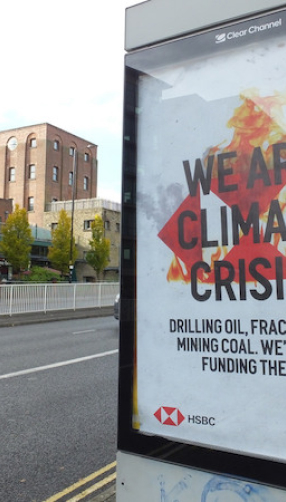 Clear Channel
WE AR
CLIMA
CRISI
DRILLING OIL, FRAC
MINING COAL. WE'
FUNDING THE
HSBC